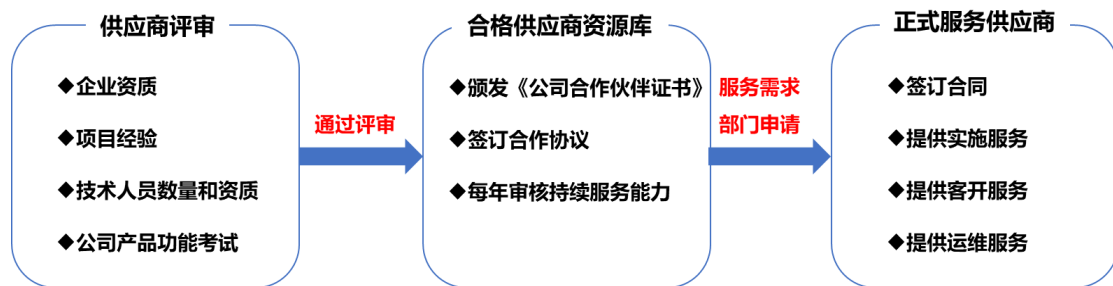 供应商评审
◆企业资质
◆项目经验
◆技术人员数量和资质
◆公司产品功能考试
通过评审
合格供应商资源库
◆颁发《公司合作伙伴证书》
◆签订合作协议
◆每年审核持续服务能力
服务需求
部门申请
正式服务供应商
◆签订合同
◆提供实施服务
◆提供客开服务
◆提供运维服务